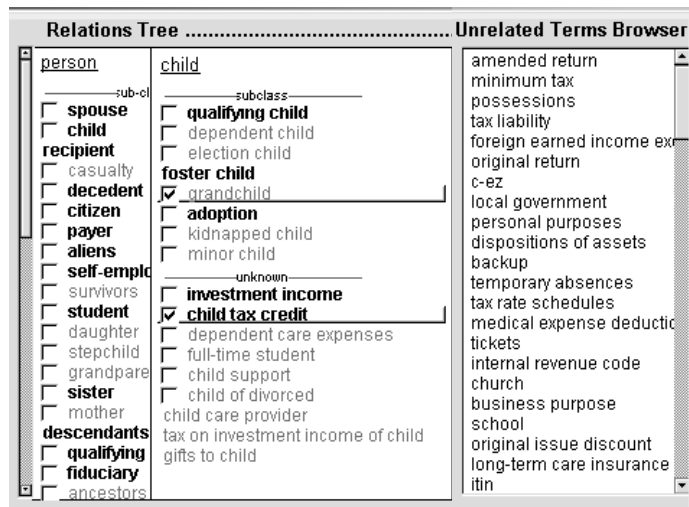 Relations Tree ................................................ Unrelated Terms Browser
person
sub-cl
spouse
child
recipient
casualty
decedent
citizen
payer
aliens
self-emplo
survivors
student
daughter
stepchild
grandpare
sister
mother
descendants
qualifying
fiduciary
ancestors
child
subclass
qualifying child
dependent child
election child
foster child
grandchild
adoption
kidnapped child
minor child
unknown
investment income
child tax credit
dependent care expenses
full-time student
child support
child of divorced
child care provider
tax on investment income of child
gifts to child
amended return
minimum tax
possessions
tax liability
foreign earned income ex
original return
c-ez
local government
personal purposes
dispositions of assets
backup
temporary absences
tax rate schedules
medical expense deductic
tickets
internal revenue code
church
business purpose
school
original issue discount
long-term care insurance
itin